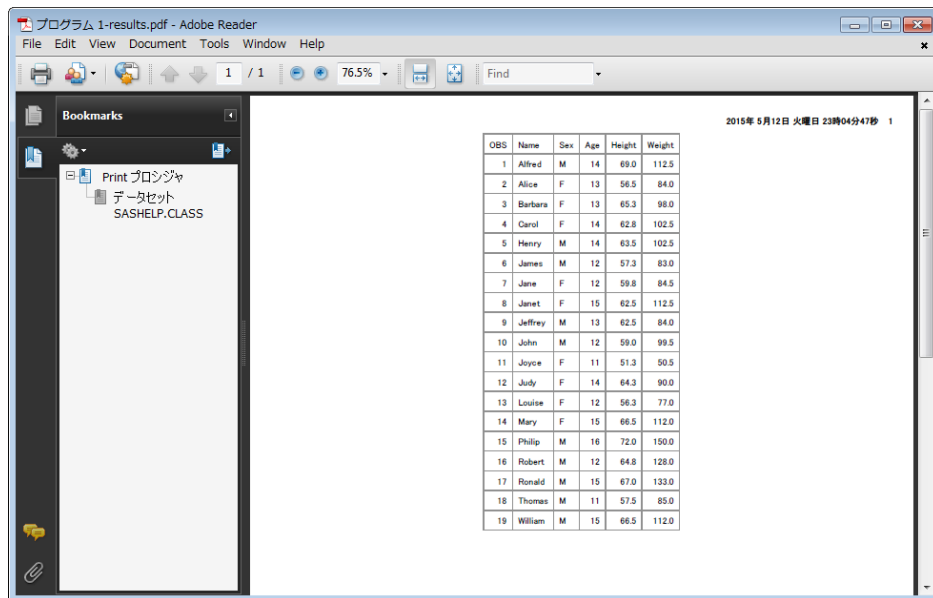 プログラム 1-results.pdf - Adobe Reader
File Edit View Document Tools Window Help
1 / 1 76.5% Find
Bookmarks
Print プロシジャ
データセット
SASHELP.CLASS
2015年 5月12日 火曜日 23時04分47秒 1
OBS Name Sex Age Height Weight
1 Alfred M 14 69.0 112.5
2 Alice F 13 56.5 84.0
3 Barbara F 13 65.3 98.0
4 Carol F 14 62.8 102.5
5 Henry M 14 63.5 102.5
6 James M 12 57.3 83.0
7 Jane F 12 59.8 84.5
8 Janet F 15 62.5 112.5
9 Jeffrey M 13 62.5 84.0
10 John M 12 59.0 99.5
11 Joyce F 11 51.3 50.5
12 Judy F 14 64.3 90.0
13 Louise F 12 56.3 77.0
14 Mary F 15 66.5 112.0
15 Philip M 16 72.0 150.0
16 Robert M 12 64.8 128.0
17 Ronald M 15 67.0 133.0
18 Thomas M 11 57.5 85.0
19 William M 15 66.5 112.0